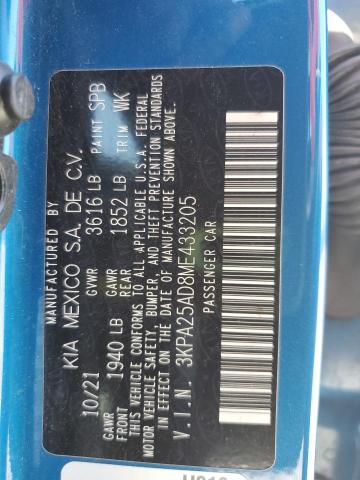 MANUFACTURED BY
KIA MEXICO S.A. DE C.V.
10/21 GVWR 3616 LB PAINT SPB
GAWR FRONT 1940 LB GAWR REAR 1852 LB TRIM WK
THIS VEHICLE CONFORMS TO ALL APPLICABLE U.S.A. FEDERAL
MOTOR VEHICLE SAFETY, BUMPER, AND THEFT PREVENTION STANDARDS
IN EFFECT ON THE DATE OF MANUFACTURE SHOWN ABOVE.
V.I.N. 3KPA25AD8ME433205
PASSENGER CAR